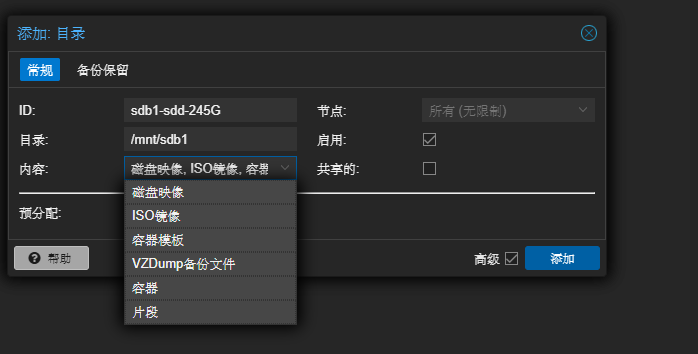 添加: 目录
常规 备份保留
ID: sdb1-sdd-245G 节点: 所有 (无限制)
目录: /mnt/sdb1 启用:
内容: 磁盘映像, ISO镜像, 容器 共享的:
磁盘映像
预分配: ISO镜像
容器模板
帮助 VZDump备份文件 高级 添加
容器
片段